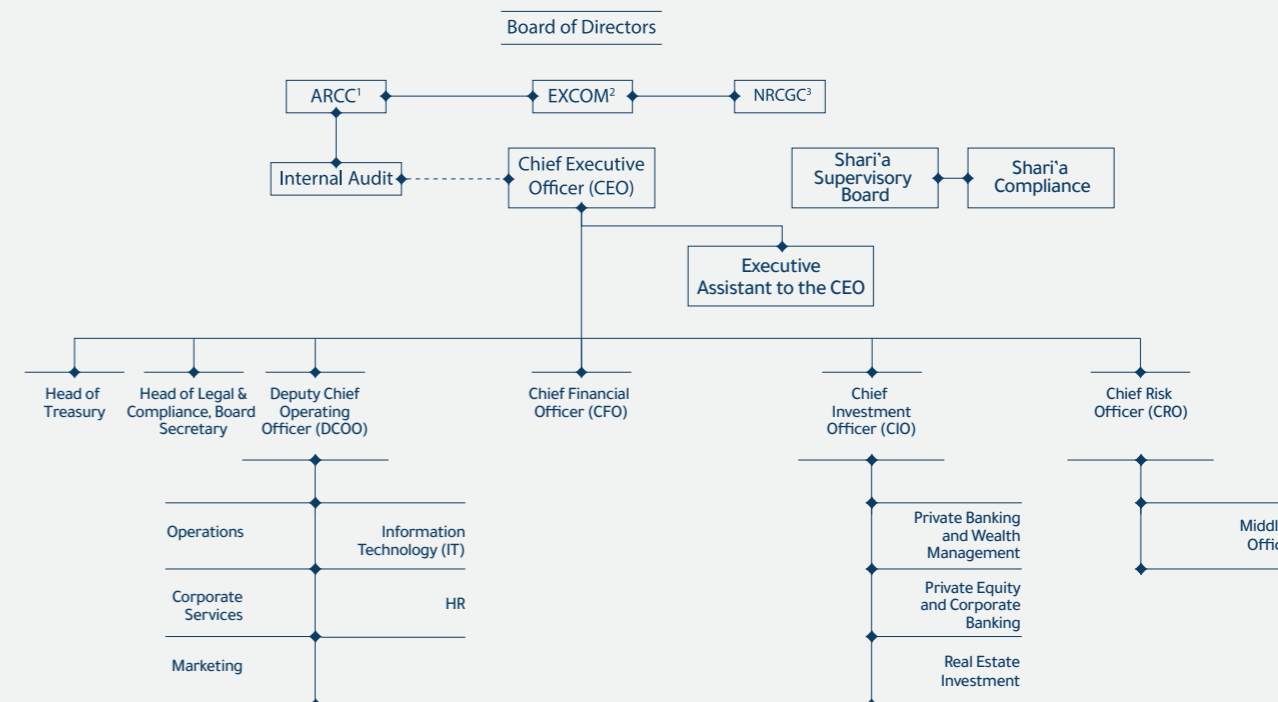 Board of Directors
ARCC¹
EXCOM²
NRCGC³
Internal Audit
Chief Executive
Officer (CEO)
Shari'a
Supervisory
Board
Shari'a
Compliance
Executive
Assistant to the CEO
Head of
Treasury
Head of Legal &
Compliance, Board
Secretary
Deputy Chief
Operating
Officer (DCOO)
Chief Financial
Officer (CFO)
Chief
Investment
Officer (CIO)
Chief Risk
Officer (CRO)
Operations
Information
Technology (IT)
Corporate
Services
HR
Marketing
Private Banking
and Wealth
Management
Private Equity
and Corporate
Banking
Real Estate
Investment